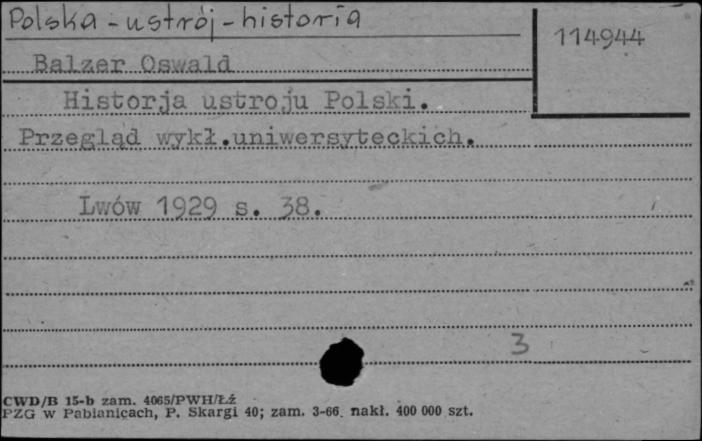 Polska - ustrój - historia
114944
Balzer Oswald
Historja ustroju Polski.
Przegląd wykł.uniwersyteckich.
Lwów 1929 s. 38.
3
CWD/B 15-b zam. 4065/PWH/Łź
PZG w Pabianicach, P. Skargi 40; zam. 3-66. nakł. 400 000 szt.